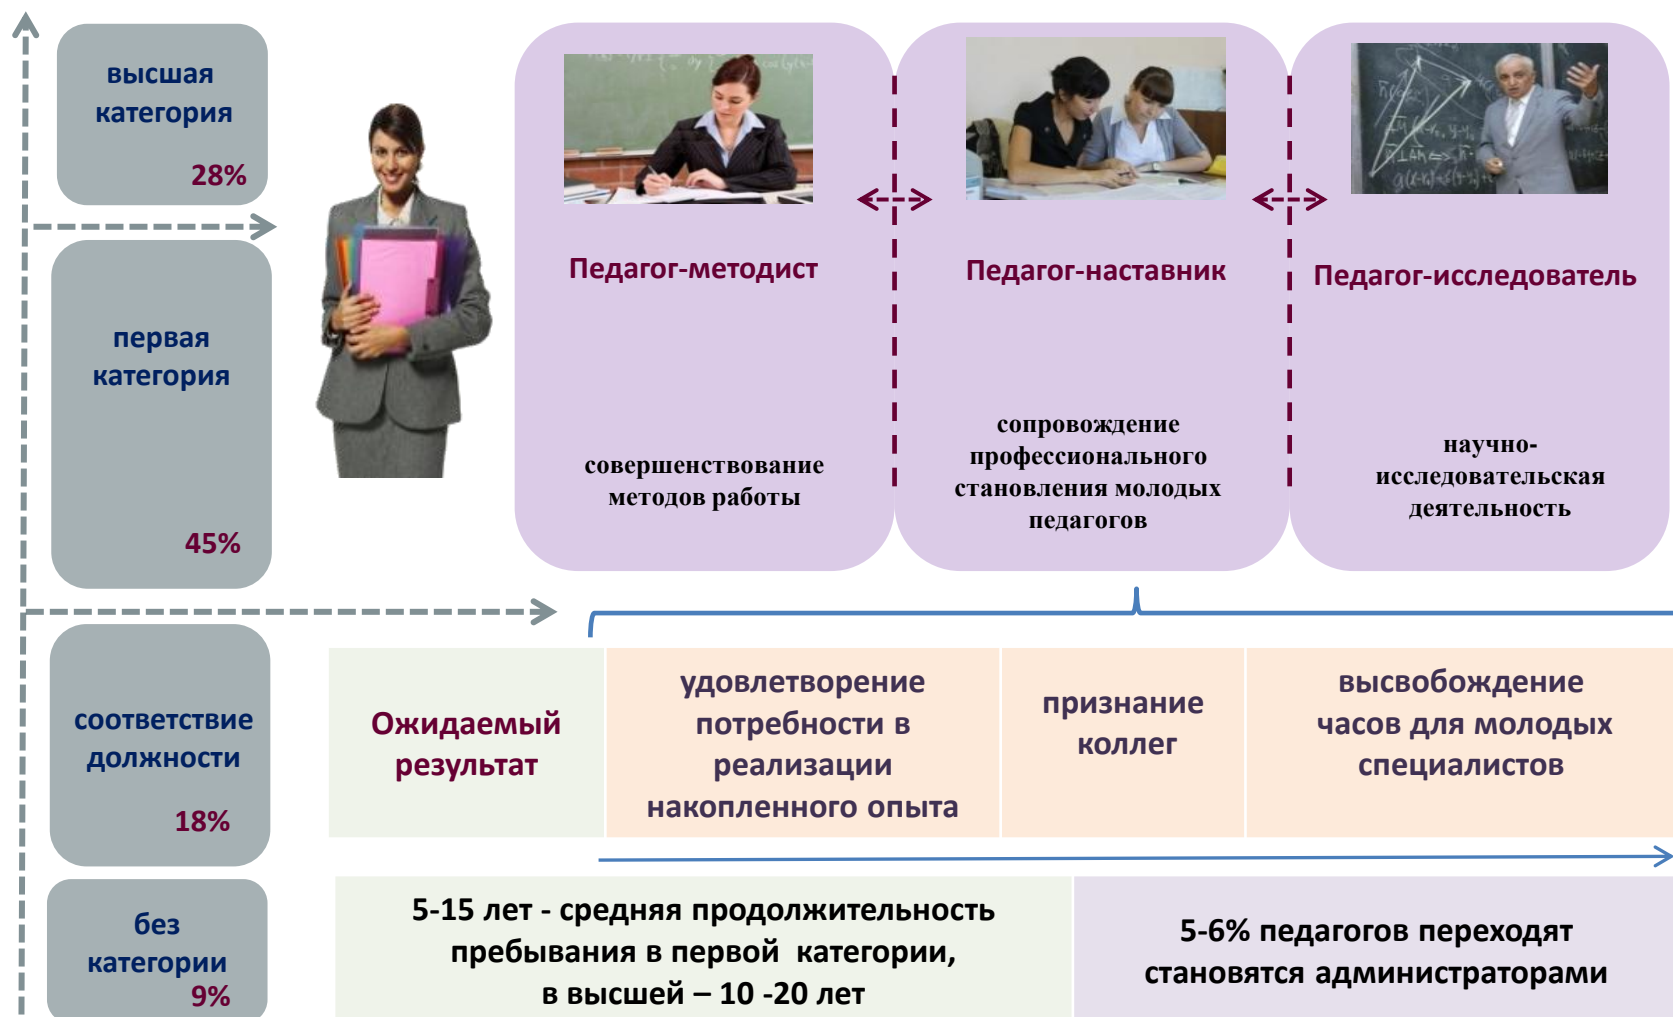 высшая
категория
28%
первая
категория
45%
соответствие
должности
18%
без
категории
9%
Педагог-методист
совершенствование
методов работы
Педагог-наставник
сопровождение
профессионального
становления молодых
педагогов
Педагог-исследователь
научно-
исследовательская
деятельность
Ожидаемый
результат
удовлетворение
потребности в
реализации
накопленного опыта
признание
коллег
высвобождение
часов для молодых
специалистов
5-15 лет - средняя продолжительность
пребывания в первой категории,
в высшей – 10 -20 лет
5-6% педагогов переходят
становятся администраторами